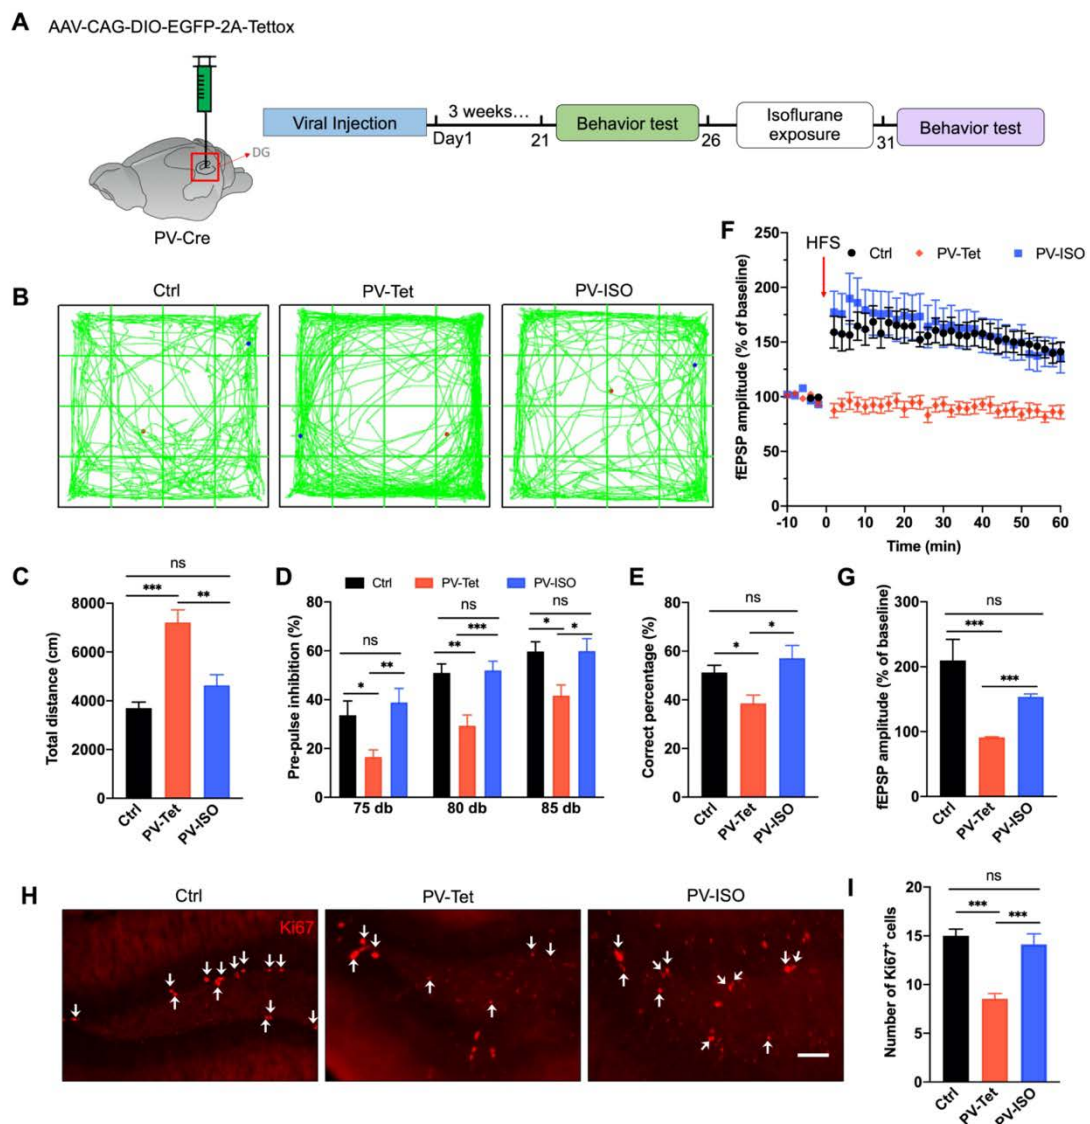 A AAV-CAG-DIO-EGFP-2A-Tettox
DG
PV-Cre
Viral Injection
3 weeks...
Day1
21
Behavior test
26
Isoflurane
exposure
31
Behavior test
B
Ctrl PV-Tet PV-ISO
F
HFS
Ctrl PV-Tet PV-ISO
fEPSP amplitude (% of baseline)
250
200
150
100
50
0
-10 0 10 20 30 40 50 60
Time (min)
C
ns
*** **
Total distance (cm)
8000
6000
4000
2000
0
Ctrl PV-Tet PV-ISO
D
Ctrl PV-Tet PV-ISO
Pre-pulse inhibition (%)
80
60
40
20
0
ns
**
*
ns
***
**
ns
* *
75 db 80 db 85 db
E
Correct percentage (%)
80
60
40
20
0
ns
* *
Ctrl PV-Tet PV-ISO
G
fEPSP amplitude (% of baseline)
300
200
100
0
ns
***
***
Ctrl PV-Tet PV-ISO
H
Ctrl PV-Tet PV-ISO
Ki67
I
Number of Ki67+ cells
20
15
10
5
0
ns
*** ***
Ctrl PV-Tet PV-ISO